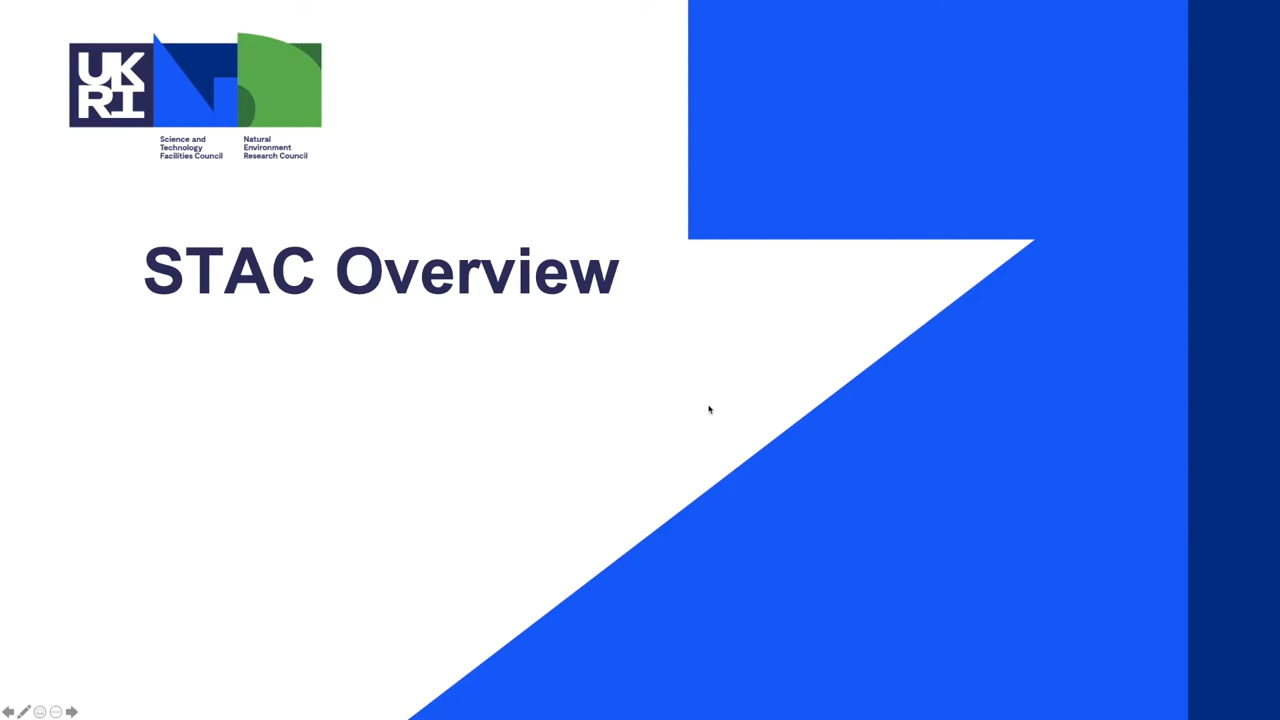 UK
RI
Science and
Technology
Facilities Council
Natural
Environment
Research Council
STAC Overview